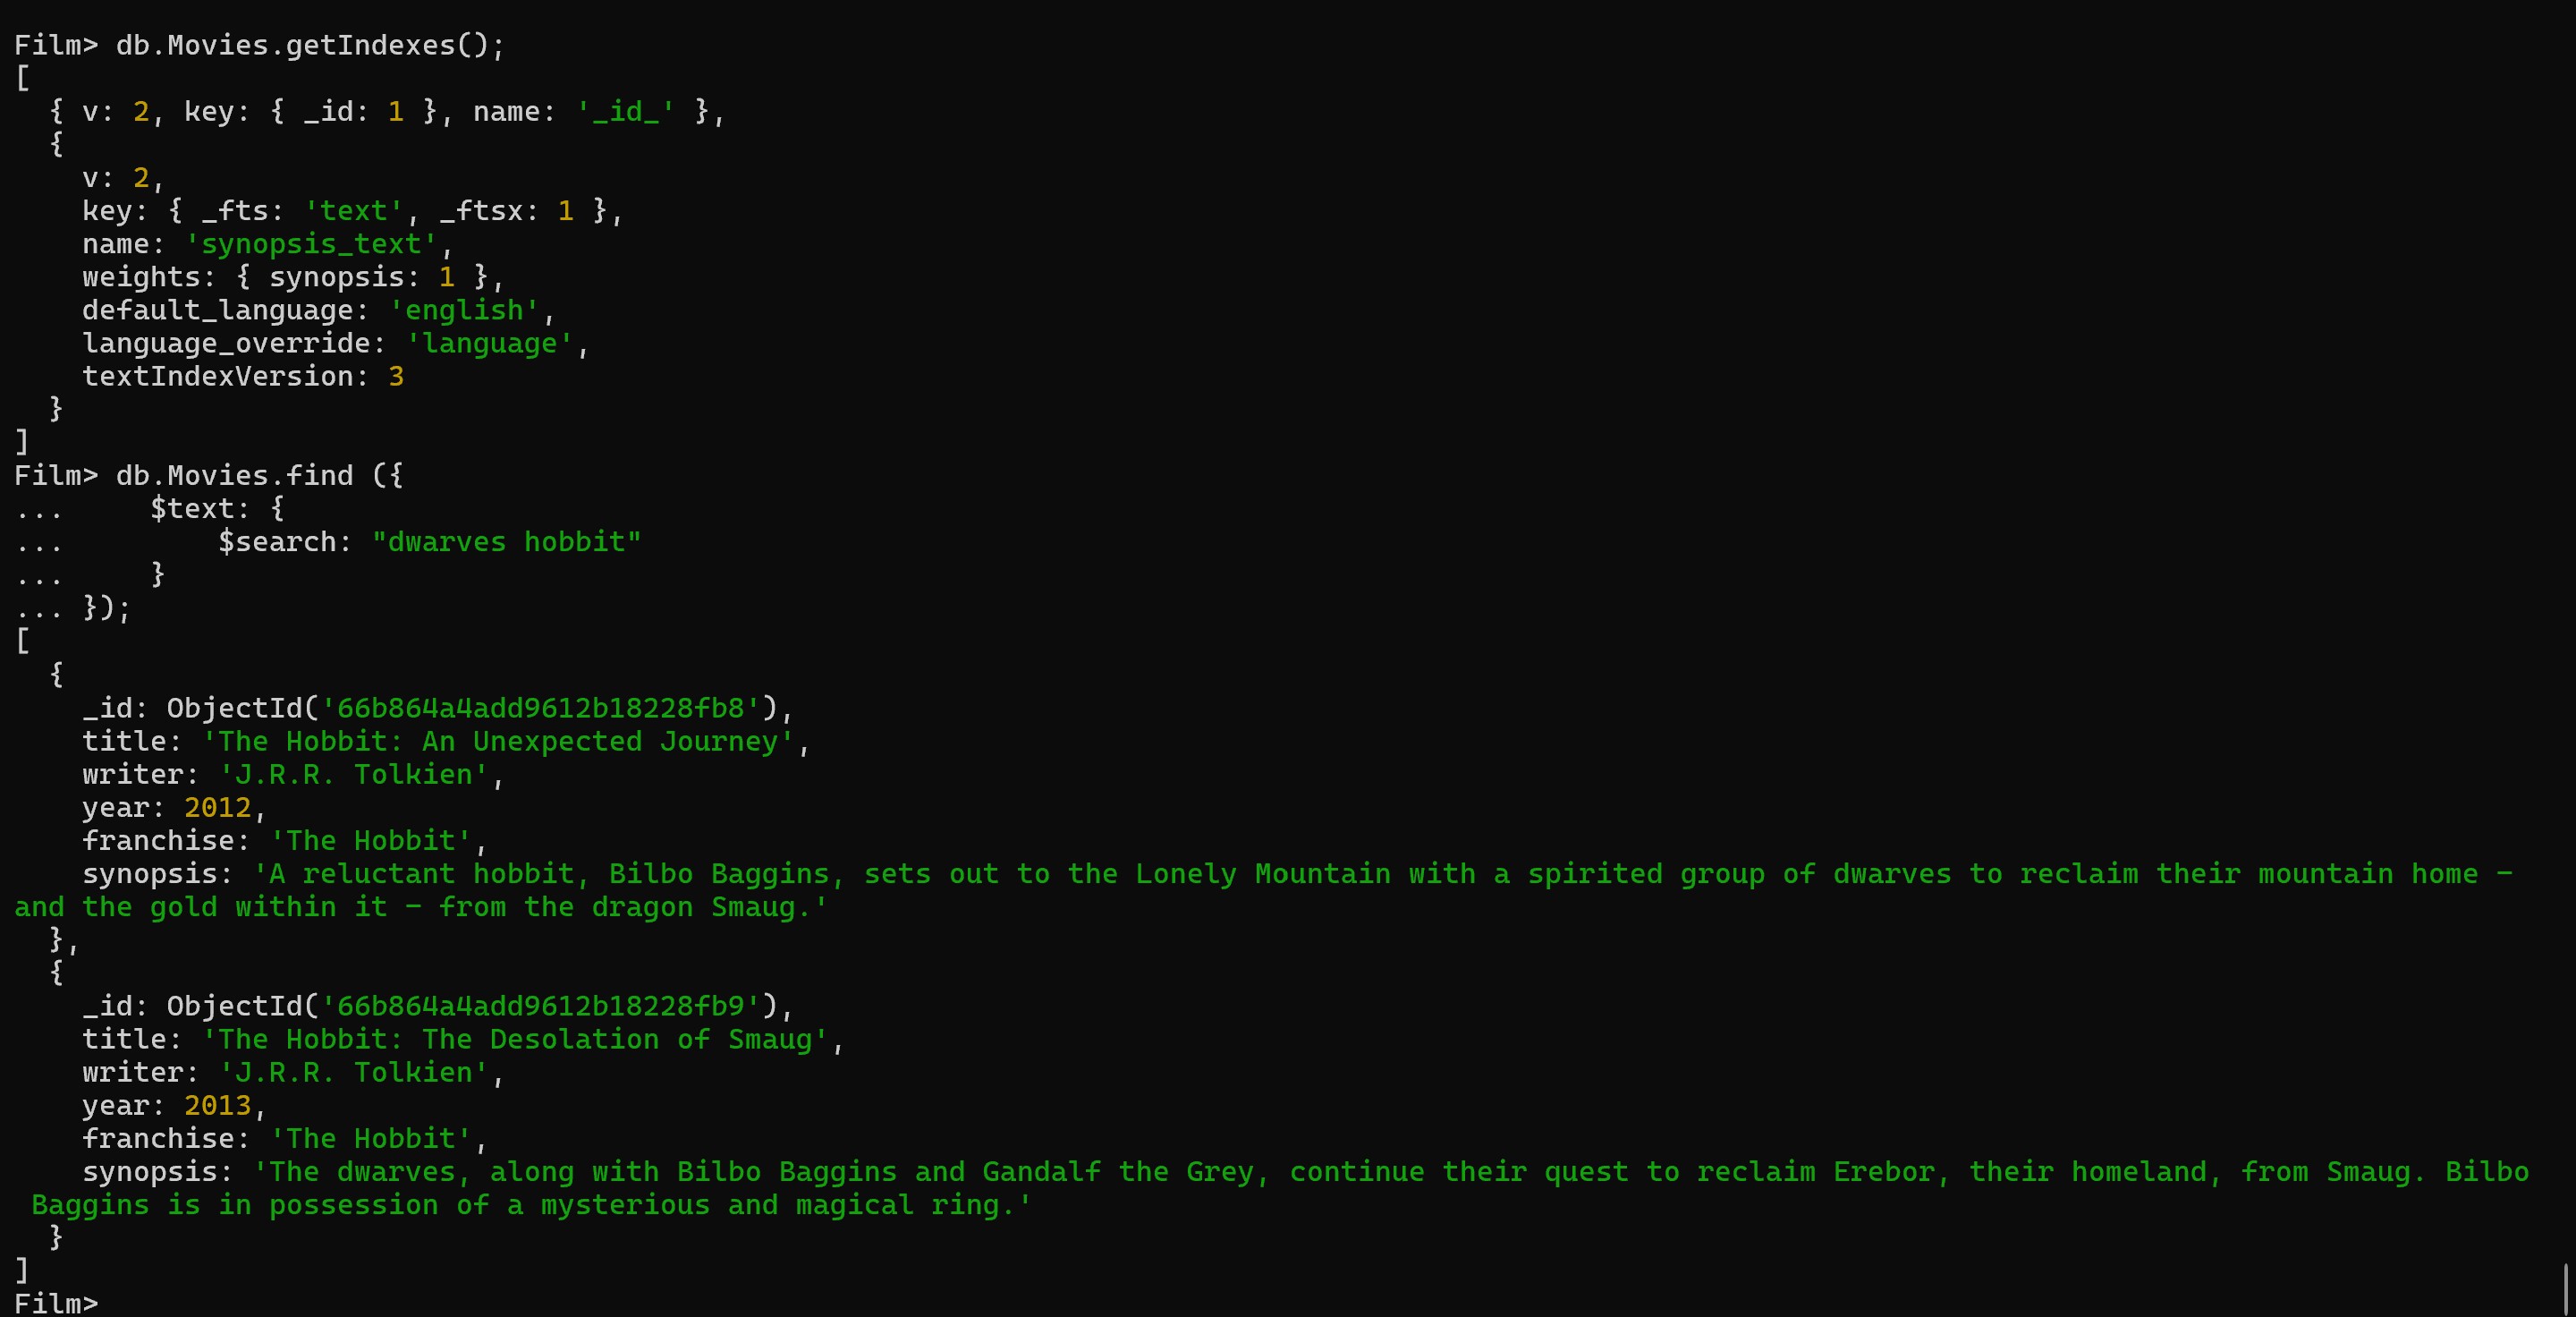 Film> db.Movies.getIndexes();
[
  { v: 2, key: { _id: 1 }, name: '_id_' },
  {
    v: 2,
    key: { _fts: 'text', _ftsx: 1 },
    name: 'synopsis_text',
    weights: { synopsis: 1 },
    default_language: 'english',
    language_override: 'language',
    textIndexVersion: 3
  }
]
Film> db.Movies.find ({
...     $text: {
...         $search: "dwarves hobbit"
...     }
... });
[
  {
    _id: ObjectId('66b864a4add9612b18228fb8'),
    title: 'The Hobbit: An Unexpected Journey',
    writer: 'J.R.R. Tolkien',
    year: 2012,
    franchise: 'The Hobbit',
    synopsis: 'A reluctant hobbit, Bilbo Baggins, sets out to the Lonely Mountain with a spirited group of dwarves to reclaim their mountain home –
and the gold within it – from the dragon Smaug.'
  },
  {
    _id: ObjectId('66b864a4add9612b18228fb9'),
    title: 'The Hobbit: The Desolation of Smaug',
    writer: 'J.R.R. Tolkien',
    year: 2013,
    franchise: 'The Hobbit',
    synopsis: 'The dwarves, along with Bilbo Baggins and Gandalf the Grey, continue their quest to reclaim Erebor, their homeland, from Smaug. Bilbo
 Baggins is in possession of a mysterious and magical ring.'
  }
]
Film>